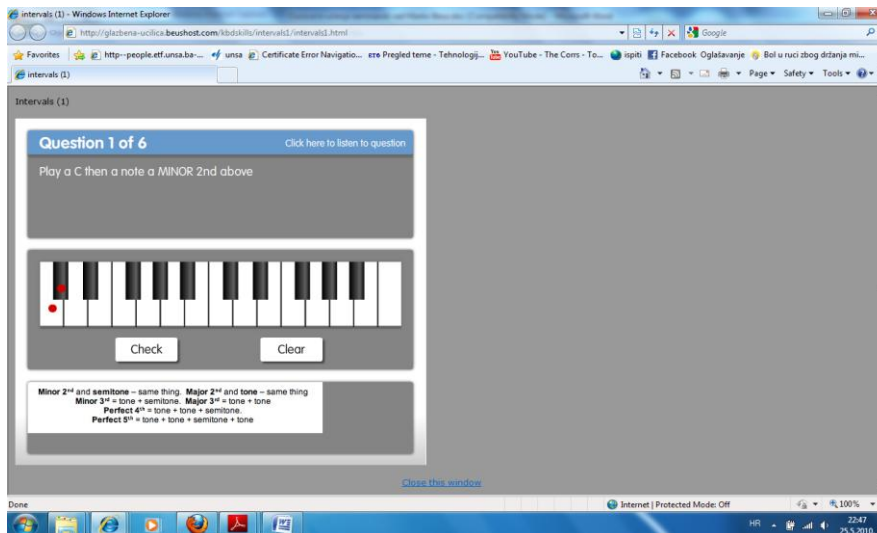 intervals (1) - Windows Internet Explorer
http://glazbena-ucilica.beushost.com/kbdskills/intervals1/intervals1.html
Google
Favorites http--people.etf.unsa.ba-... unsa Certificate Error Navigatio... Pregled teme - Tehnologij... YouTube - The Corrs - To... ispiti Facebook Oglašavanje Bol u ruci zbog držanja mi...
intervals (1)
Page Safety Tools
Intervals (1)
Question 1 of 6
Click here to listen to question
Play a C then a note a MINOR 2nd above
Check
Clear
Minor 2nd and semitone – same thing. Major 2nd and tone – same thing
Minor 3rd = tone + semitone. Major 3rd = tone + tone
Perfect 4th = tone + tone + semitone.
Perfect 5th = tone + tone + semitone + tone
Close this window
Done
Internet | Protected Mode: Off
100%
HR
22:47
25.5.2010